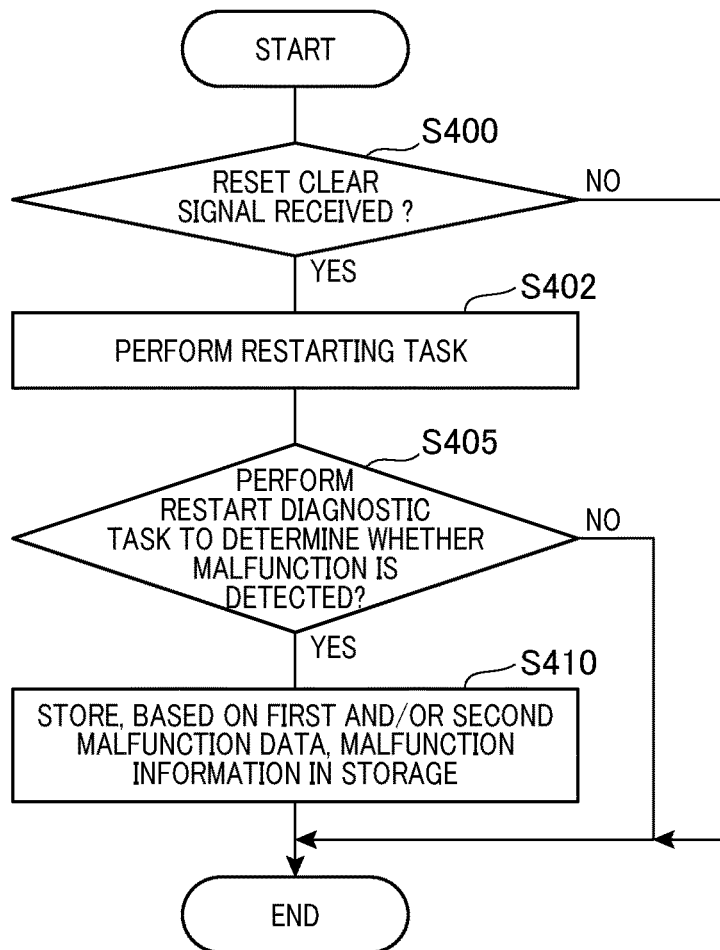 START
S400
RESET CLEAR
SIGNAL RECEIVED ?
NO
YES
S402
PERFORM RESTARTING TASK
S405
PERFORM
RESTART DIAGNOSTIC
TASK TO DETERMINE WHETHER
MALFUNCTION IS
DETECTED?
NO
YES
S410
STORE, BASED ON FIRST AND/OR SECOND
MALFUNCTION DATA, MALFUNCTION
INFORMATION IN STORAGE
END